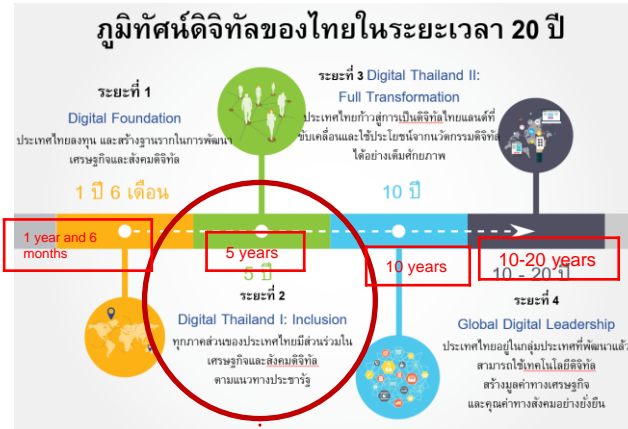 ภูมิทัศน์ดิจิทัลของไทยในระยะเวลา 20 ปี
ระยะที่ 1
Digital Foundation
ประเทศไทยลงทุน และสร้างฐานรากในการพัฒนา
เศรษฐกิจและสังคมดิจิทัล
1 ปี 6 เดือน
1 year and 6
months
5 years
5 ปี
ระยะที่ 2
Digital Thailand I: Inclusion
ทุกภาคส่วนของประเทศไทยมีส่วนร่วมใน
เศรษฐกิจและสังคมดิจิทัล
ตามแนวทางประชารัฐ
ระยะที่ 3 Digital Thailand II:
Full Transformation
ประเทศไทยก้าวสู่การเป็นดิจิทัลไทยแลนด์ที่
ขับเคลื่อนและใช้ประโยชน์จากนวัตกรรมดิจิทัล
ได้อย่างเต็มศักยภาพ
10 ปี
10 years
10-20 years
10 - 20 ปี
ระยะที่ 4
Global Digital Leadership
ประเทศไทยอยู่ในกลุ่มประเทศที่พัฒนาแล้ว
สามารถใช้เทคโนโลยีดิจิทัล
สร้างมูลค่าทางเศรษฐกิจ
และคุณค่าทางสังคมอย่างยั่งยืน